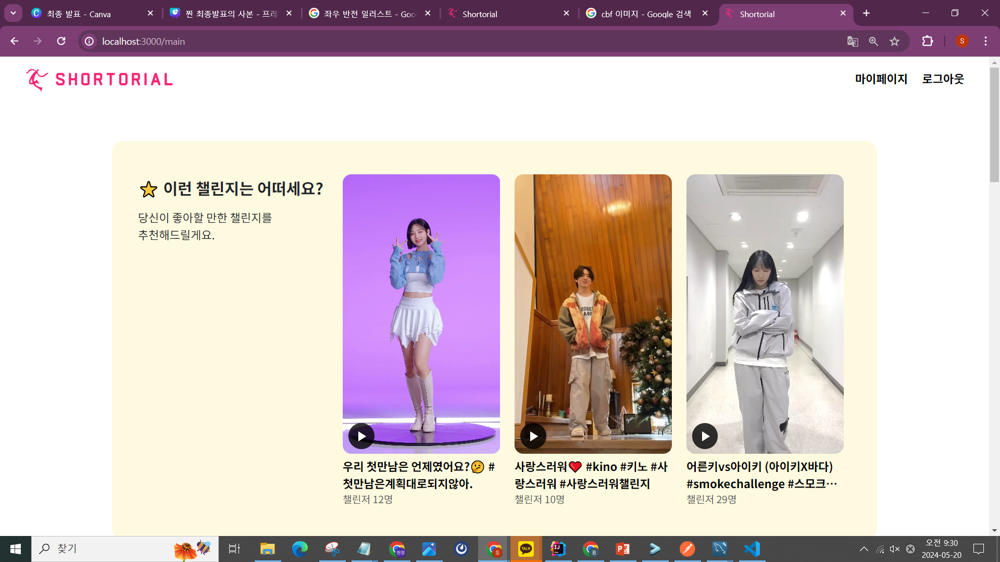 최종 발표 - Canva
찐 최종발표의 사본 - 프레
좌우 반전 일러스트 - Goo
Shortorial
cbf 이미지 - Google 검색
Shortorial
localhost:3000/main
S
SHORTORIAL
마이페이지 로그아웃
⭐ 이런 챌린지는 어떠세요?
당신이 좋아할 만한 챌린지를
추천해드릴게요.
우리 첫만남은 언제였어요?🤔 #
첫만남은계획대로되지않아.
챌린저 12명
사랑스러워❤️ #kino #키노 #사
랑스러워 #사랑스러워챌린지
챌린저 10명
어른키vs아이키 (아이키X바다)
#smokechallenge #스모크…
챌린저 29명
찾기
오전 9:30
2024-05-20